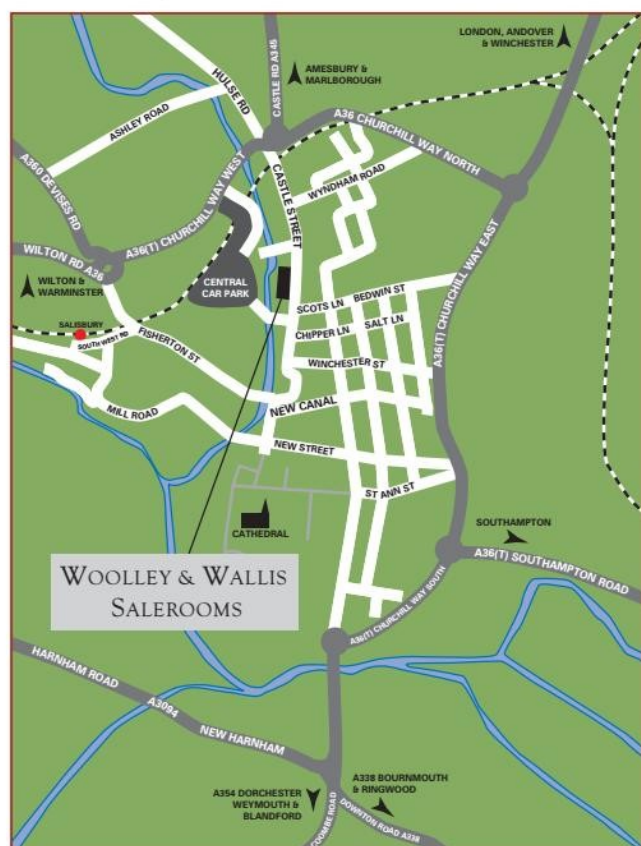 LONDON, ANDOVER
& WINCHESTER
AMESBURY &
MARLBOROUGH
CASTLE RD A345
HULSE RD
ASHLEY ROAD
A36 CHURCHILL WAY NORTH
A360 DEVISES RD
A36(T) CHURCHILL WAY WEST
CASTLE STREET
WYNDHAM ROAD
WILTON RD A36
A36(T) CHURCHILL WAY EAST
WILTON &
WARMINSTER
CENTRAL
CAR PARK
SCOTS LN
BEDWIN ST
SALISBURY
CHIPPER LN
SALT LN
SOUTH WEST RD
FISHERTON ST
WINCHESTER ST
MILL ROAD
NEW CANAL
NEW STREET
ST ANN ST
CATHEDRAL
SOUTHAMPTON
A36(T) SOUTHAMPTON ROAD
WOOLLEY & WALLIS
SALEROOMS
A36(T) CHURCHILL WAY SOUTH
HARNHAM ROAD
A3094
NEW HARNHAM
A354 DORCHESTER
WEYMOUTH &
BLANDFORD
A338 BOURNMOUTH
& RINGWOOD
COOMBE ROAD
DOWNTON ROAD A338